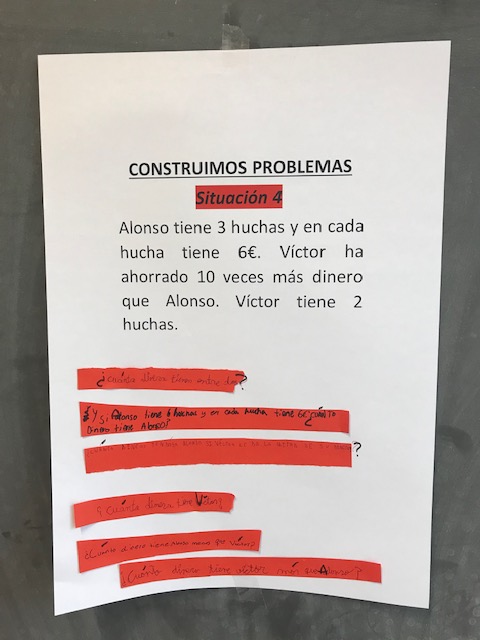 CONSTRUIMOS PROBLEMAS
Situación 4
Alonso tiene 3 huchas y en cada
hucha tiene 6€. Víctor ha
ahorrado 10 veces más dinero
que Alonso. Víctor tiene 2
huchas.
¿Cuánto dinero tienen entre los?
¿Y si Alonso tiene 6 huchas y en cada hucha tiene 6€ ¿CUÁNTO
Dinero tiene Alonso?
¿Cuánto dinero
¿Cuánto dinero tiene Víctor?
¿Cuánto dinero tiene Alonso menos que Víctor?
¿Cuánto dinero tiene víctor más que Alonso?